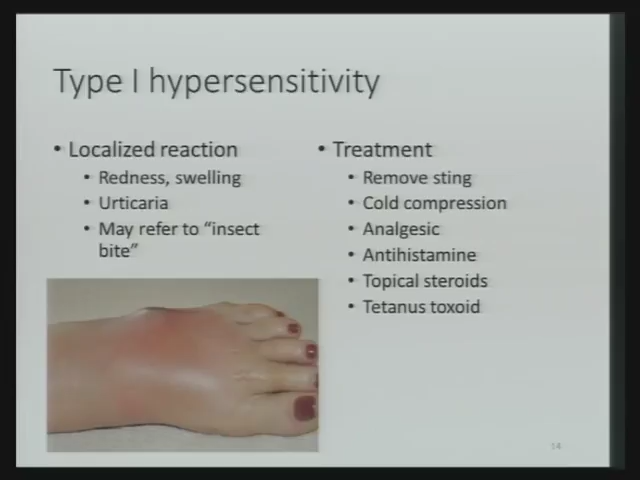 Type I hypersensitivity
• Localized reaction
• Redness, swelling
• Urticaria
• May refer to “insect
bite”
• Treatment
• Remove sting
• Cold compression
• Analgesic
• Antihistamine
• Topical steroids
• Tetanus toxoid
14